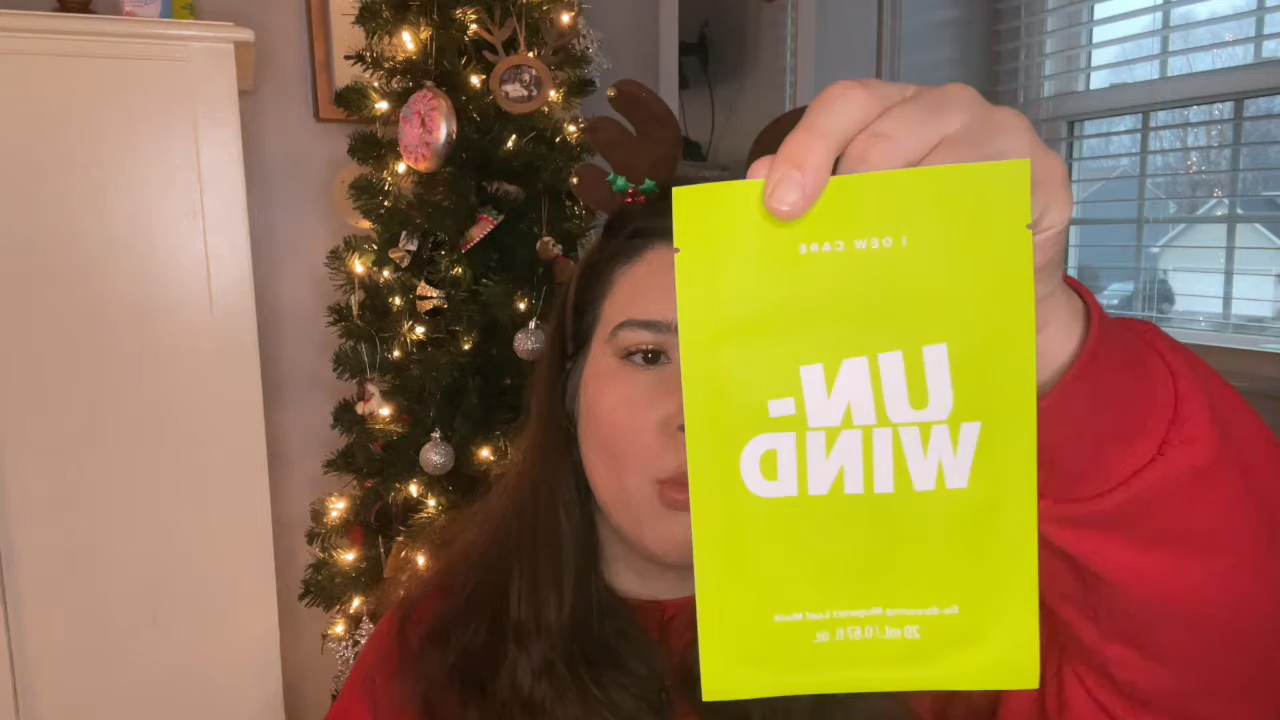 I DEW CARE
UN-
WIND
De-Stressing Mugwort Leaf Mask
20 mL / 0.67 fl. oz.